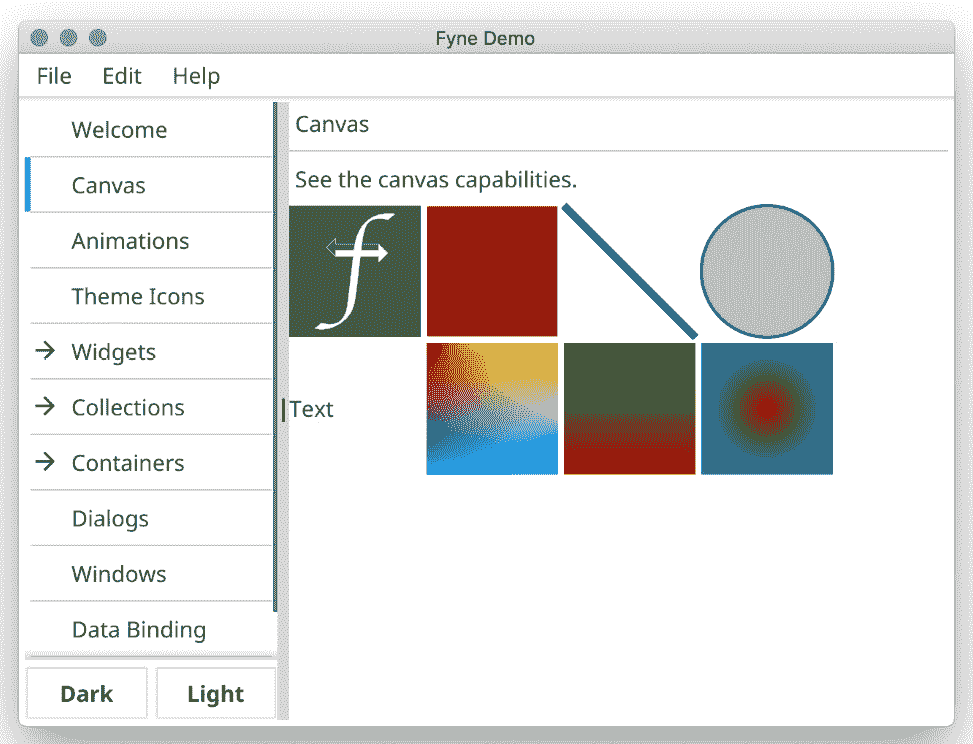 Fyne Demo
File Edit Help
Welcome
Canvas
Animations
Theme Icons
Widgets
Collections
Containers
Dialogs
Windows
Data Binding
Dark Light
Canvas
See the canvas capabilities.
f
Text